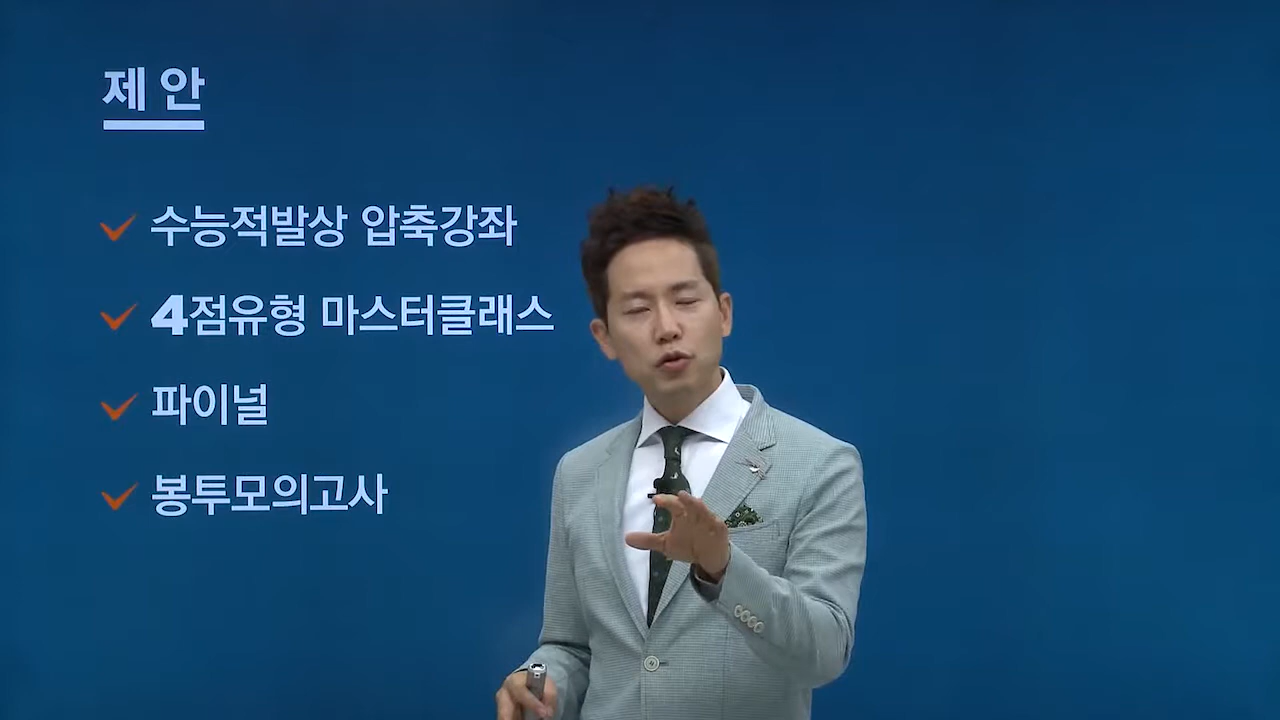 제 안
수능적발상 압축강좌
4점유형 마스터클래스
파이널
봉투모의고사